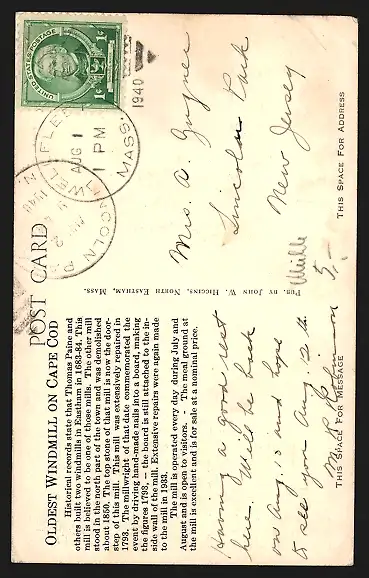 UNITED STATES POSTAGE
1¢ 1¢
WELLFLEET
AUG 1
1 PM
MASS.
1940
LINCOLN P
N.
1940
POST CARD
OLDEST WINDMILL ON CAPE COD
Historical records state that Thomas Paine and
others built two windmills in Eastham in 1683-84. This
mill is believed to be one of those mills. The other mill
stood in the north part of the town and was demolished
about 1850. The top stone of that mill is now the door-
step of this mill. This mill was extensively repaired in
1793. The millwright of that date commemorated the
event by driving hand-made nails into a board, making
the figures 1793, – the board is still attached to the in-
side wall of the mill. Extensive repairs were again made
to the mill in 1933.
The mill is operated every day during July and
August and is open to visitors. - The meal ground at
the mill is excellent and is for sale at a nominal price.
Having a good rest
here. Will be back
on and hope
to see you
M. L. Robinson
THIS SPACE FOR MESSAGE
PUB. BY JOHN W. HIGGINS, NORTH EASTHAM, MASS.
Mrs. A.
Lincoln Park
New Jersey
THIS SPACE FOR ADDRESS
Mille
5,-